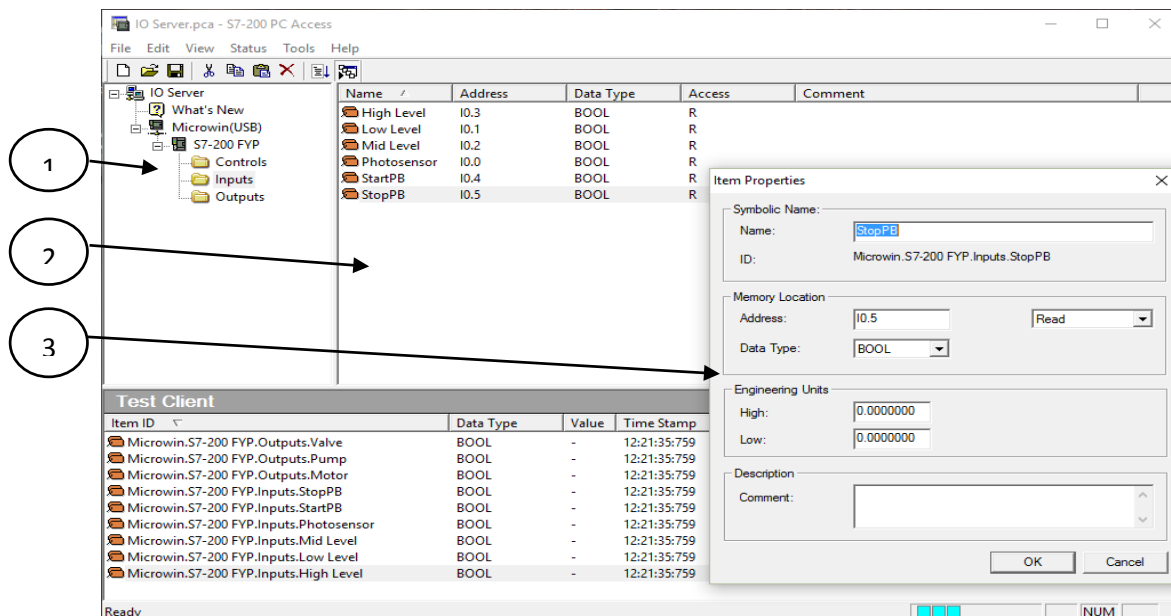 IO Server.pca - S7-200 PC Access
File Edit View Status Tools Help
IO Server
What's New
Microwin(USB)
S7-200 FYP
Controls
Inputs
Outputs
Name Address Data Type Access Comment
High Level I0.3 BOOL R
Low Level I0.1 BOOL R
Mid Level I0.2 BOOL R
Photosensor I0.0 BOOL R
StartPB I0.4 BOOL R
StopPB I0.5 BOOL R
1
2
3
Item Properties
Symbolic Name:
Name: StopPB
ID: Microwin.S7-200 FYP.Inputs.StopPB
Memory Location
Address: I0.5 Read
Data Type: BOOL
Engineering Units
High: 0.0000000
Low: 0.0000000
Description
Comment:
OK Cancel
Test Client
Item ID Data Type Value Time Stamp
Microwin.S7-200 FYP.Outputs.Valve BOOL - 12:21:35:759
Microwin.S7-200 FYP.Outputs.Pump BOOL - 12:21:35:759
Microwin.S7-200 FYP.Outputs.Motor BOOL - 12:21:35:759
Microwin.S7-200 FYP.Inputs.StopPB BOOL - 12:21:35:759
Microwin.S7-200 FYP.Inputs.StartPB BOOL - 12:21:35:759
Microwin.S7-200 FYP.Inputs.Photosensor BOOL - 12:21:35:759
Microwin.S7-200 FYP.Inputs.Mid Level BOOL - 12:21:35:759
Microwin.S7-200 FYP.Inputs.Low Level BOOL - 12:21:35:759
Microwin.S7-200 FYP.Inputs.High Level BOOL - 12:21:35:759
Ready NUM